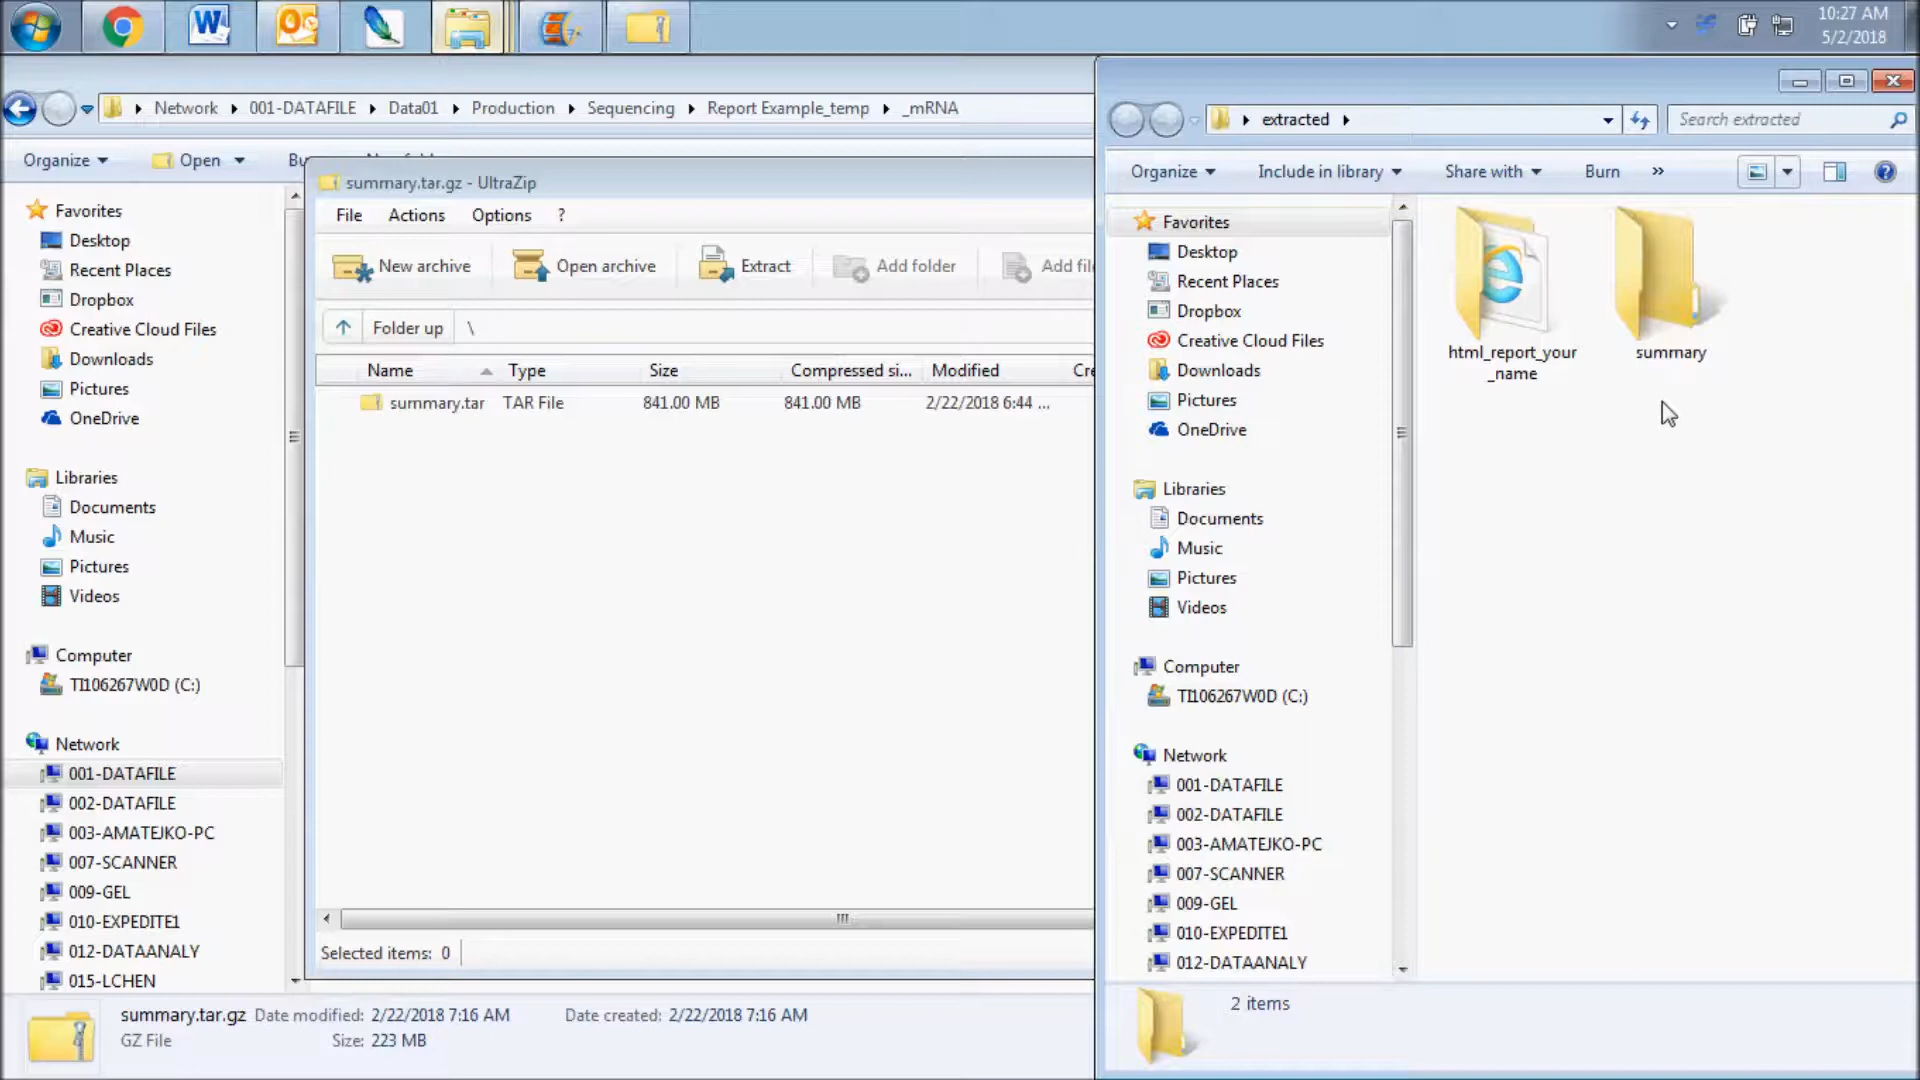 10:27 AM
5/2/2018
Network 001-DATAFILE Data01 Production Sequencing Report Example_temp _mRNA
Organize Open
summary.tar.gz - UltraZip
File Actions Options ?
New archive Open archive Extract Add folder Add fil
Folder up \
Name Type Size Compressed si... Modified Cre
summary.tar TAR File 841.00 MB 841.00 MB 2/22/2018 6:44 ...
Selected items: 0
Favorites
Desktop
Recent Places
Dropbox
Creative Cloud Files
Downloads
Pictures
OneDrive
Libraries
Documents
Music
Pictures
Videos
Computer
TI106267W0D (C:)
Network
001-DATAFILE
002-DATAFILE
003-AMATEJKO-PC
007-SCANNER
009-GEL
010-EXPEDITE1
012-DATAANALY
015-LCHEN
summary.tar.gz Date modified: 2/22/2018 7:16 AM Date created: 2/22/2018 7:16 AM
GZ File Size: 223 MB
extracted
Search extracted
Organize Include in library Share with Burn »
Favorites
Desktop
Recent Places
Dropbox
Creative Cloud Files
Downloads
Pictures
OneDrive
Libraries
Documents
Music
Pictures
Videos
Computer
TI106267W0D (C:)
Network
001-DATAFILE
002-DATAFILE
003-AMATEJKO-PC
007-SCANNER
009-GEL
010-EXPEDITE1
012-DATAANALY
html_report_your
_name
summary
2 items